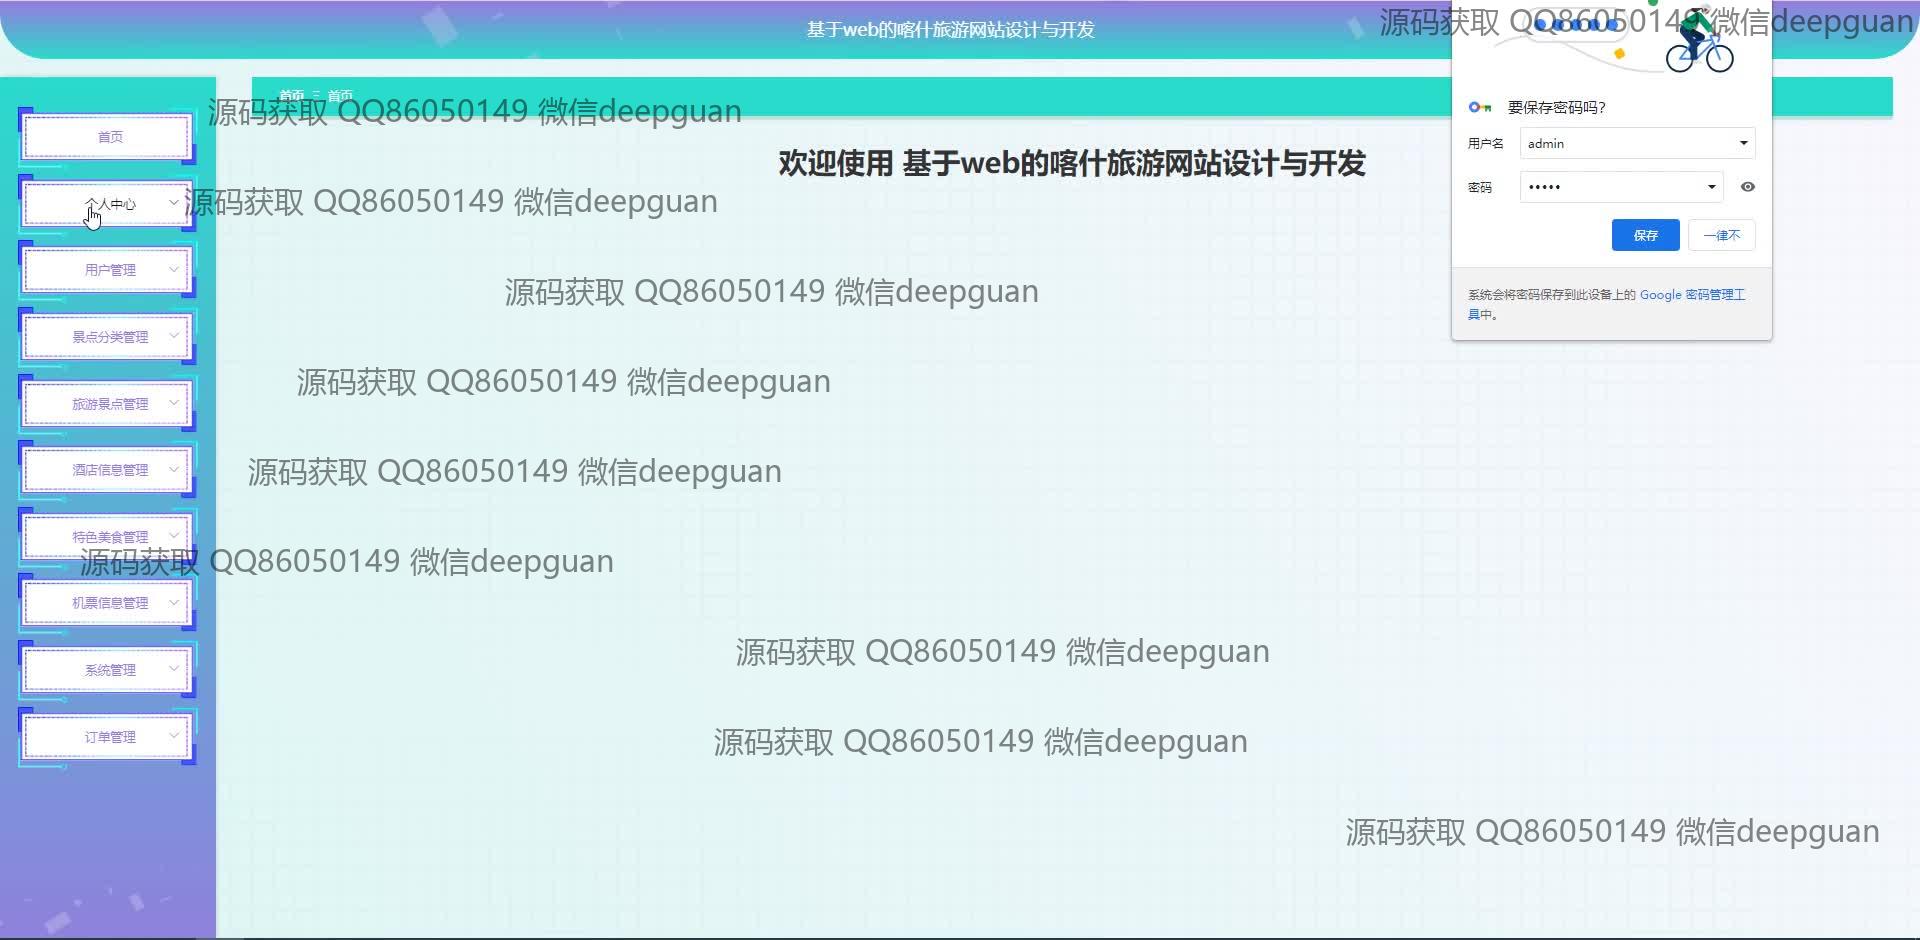 基于web的喀什旅游网站设计与开发
源码获取 QQ86050149 微信deepguan
首页 首页
源码获取 QQ86050149 微信deepguan
要保存密码吗?
首页
用户名 admin
欢迎使用 基于web的喀什旅游网站设计与开发
密码 •••••
个人中心
源码获取 QQ86050149 微信deepguan
保存 一律不
用户管理
源码获取 QQ86050149 微信deepguan
系统会将密码保存到此设备上的 Google 密码管理工
具中。
景点分类管理
源码获取 QQ86050149 微信deepguan
旅游景点管理
酒店信息管理
源码获取 QQ86050149 微信deepguan
特色美食管理
源码获取 QQ86050149 微信deepguan
机票信息管理
源码获取 QQ86050149 微信deepguan
系统管理
订单管理
源码获取 QQ86050149 微信deepguan
源码获取 QQ86050149 微信deepguan